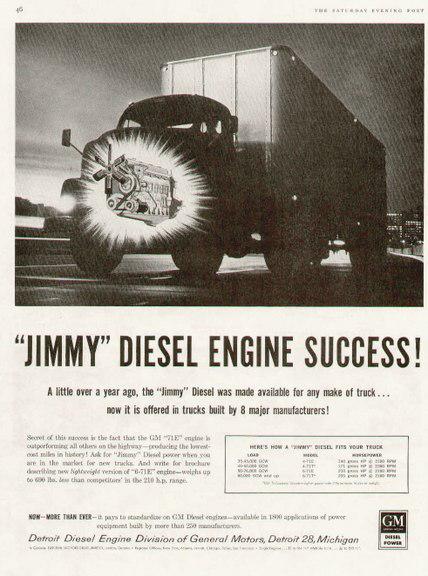 46
THE SATURDAY EVENING POST
"JIMMY" DIESEL ENGINE SUCCESS!
A little over a year ago, the "Jimmy" Diesel was made available for any make of truck...
now it is offered in trucks built by 8 major manufacturers!
Secret of this success is the fact that the GM "71E" engine is
outperforming all others on the highway—producing the lowest-
cost miles in history! Ask for "Jimmy" Diesel power when you
are in the market for new trucks. And write for brochure
describing new lightweight version of "6-71E" engine—weighs up
to 600 lbs. less than competitors' in the 210 h.p. range.
HERE'S HOW A "JIMMY" DIESEL FITS YOUR TRUCK
LOAD MODEL HORSEPOWER
NOW—MORE THAN EVER—it pays to standardize on GM Diesel engines—available in 1800 applications of power
equipment built by more than 250 manufacturers.
Detroit Diesel Engine Division of General Motors, Detroit 28, Michigan
GM
DIESEL
POWER